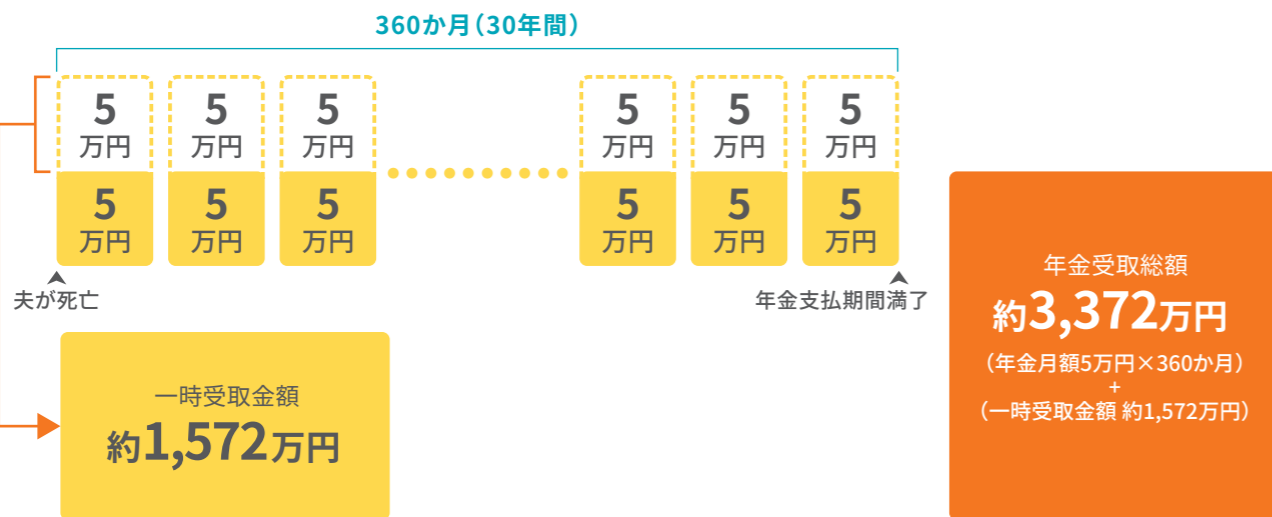 360か月（30年間）
5 5 5 5 5 5
万円 万円 万円 万円 万円 万円
5 5 5 5 5 5
万円 万円 万円 万円 万円 万円
夫が死亡
年金支払期間満了
一時受取金額
約1,572万円
年金受取総額
約3,372万円
（年金月額5万円×360か月）
+
（一時受取金額 約1,572万円）